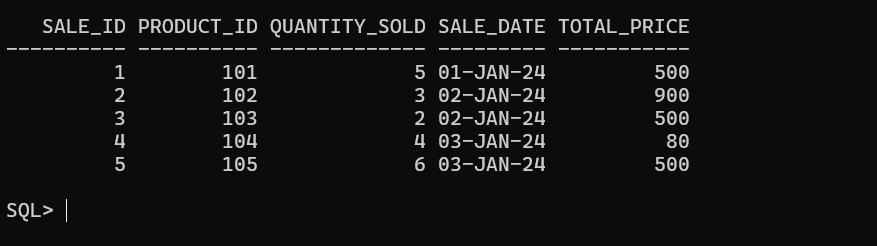 SALE_ID PRODUCT_ID QUANTITY_SOLD SALE_DATE TOTAL_PRICE
---------- ---------- ------------- --------- -----------
1 101 5 01-JAN-24 500
2 102 3 02-JAN-24 900
3 103 2 02-JAN-24 500
4 104 4 03-JAN-24 80
5 105 6 03-JAN-24 500
SQL>